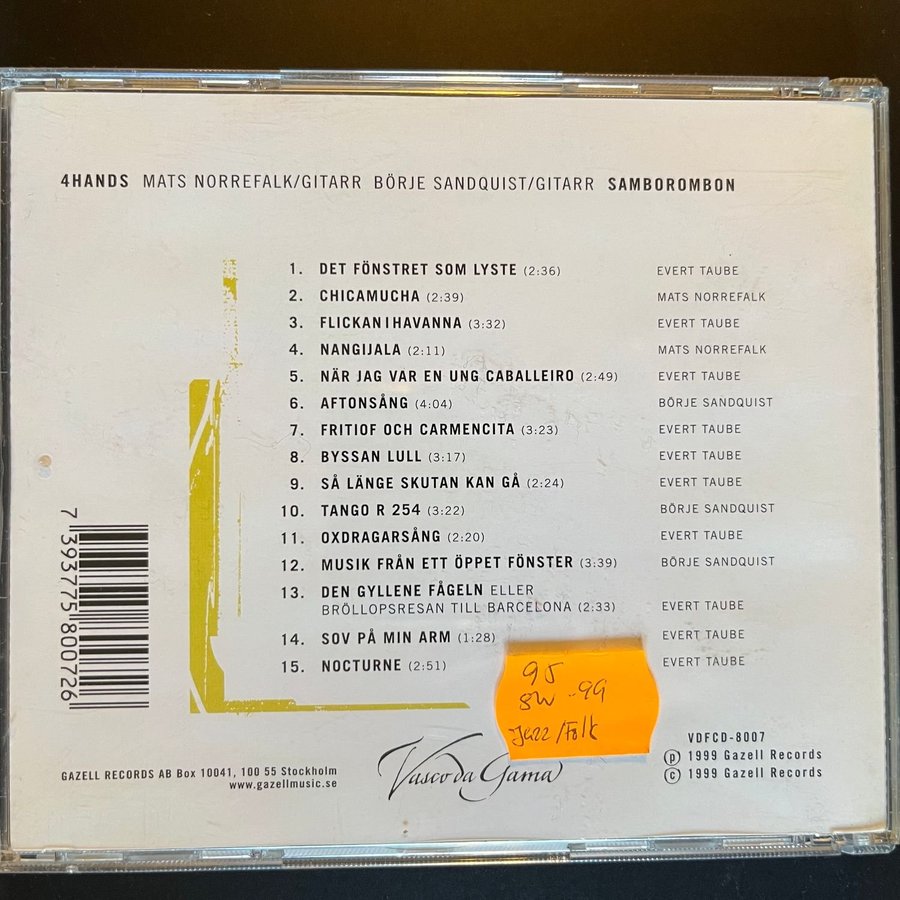 4HANDS MATS NORREFALK/GITARR BÖRJE SANDQUIST/GITARR SAMBOROMBON
1. DET FÖNSTRET SOM LYSTE (2:36) EVERT TAUBE
2. CHICAMUCHA (2:39) MATS NORREFALK
3. FLICKAN I HAVANNA (3:32) EVERT TAUBE
4. NANGIJALA (2:11) MATS NORREFALK
5. NÄR JAG VAR EN UNG CABALLEIRO (2:49) EVERT TAUBE
6. AFTONSÅNG (4:04) BÖRJE SANDQUIST
7. FRITIOF OCH CARMENCITA (3:23) EVERT TAUBE
8. BYSSAN LULL (3:17) EVERT TAUBE
9. SÅ LÄNGE SKUTAN KAN GÅ (2:24) EVERT TAUBE
10. TANGO R 254 (3:22) BÖRJE SANDQUIST
11. OXDRAGARSÅNG (2:20) EVERT TAUBE
12. MUSIK FRÅN ETT ÖPPET FÖNSTER (3:39) BÖRJE SANDQUIST
13. DEN GYLLENE FÅGELN ELLER
BRÖLLOPSRESAN TILL BARCELONA (2:33) EVERT TAUBE
14. SOV PÅ MIN ARM (1:28) EVERT TAUBE
15. NOCTURNE (2:51) EVERT TAUBE
7 393775 800726
95
SW -99
Jazz/Folk
GAZELL RECORDS AB Box 10041, 100 55 Stockholm
www.gazellmusic.se
Vasco da Gama
VDFCD-8007
℗ 1999 Gazell Records
© 1999 Gazell Records